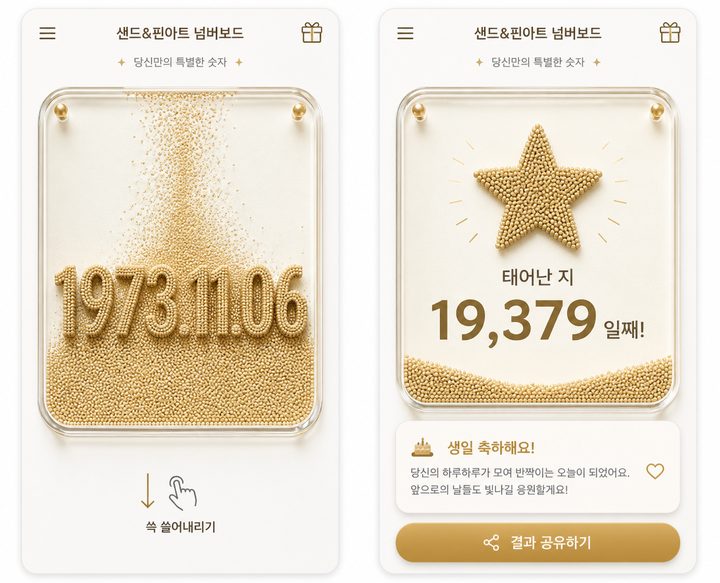 샌드&핀아트 넘버보드
당신만의 특별한 숫자
1973.11.06
쓱 쓸어내리기
샌드&핀아트 넘버보드
당신만의 특별한 숫자
태어난 지
19,379 일째!
생일 축하해요!
당신의 하루하루가 모여 반짝이는 오늘이 되었어요.
앞으로의 날들도 빛나길 응원할게요!
결과 공유하기